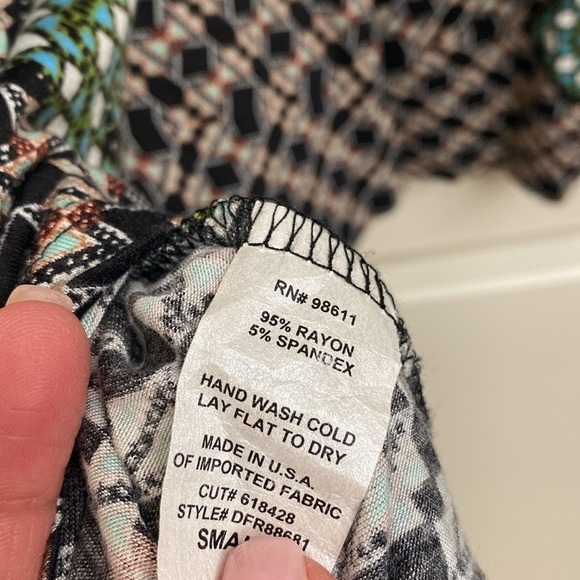 RN# 98611
95% RAYON
5% SPANDEX
HAND WASH COLD
LAY FLAT TO DRY
MADE IN U.S.A.
OF IMPORTED FABRIC
CUT# 618428
STYLE# DFR88681